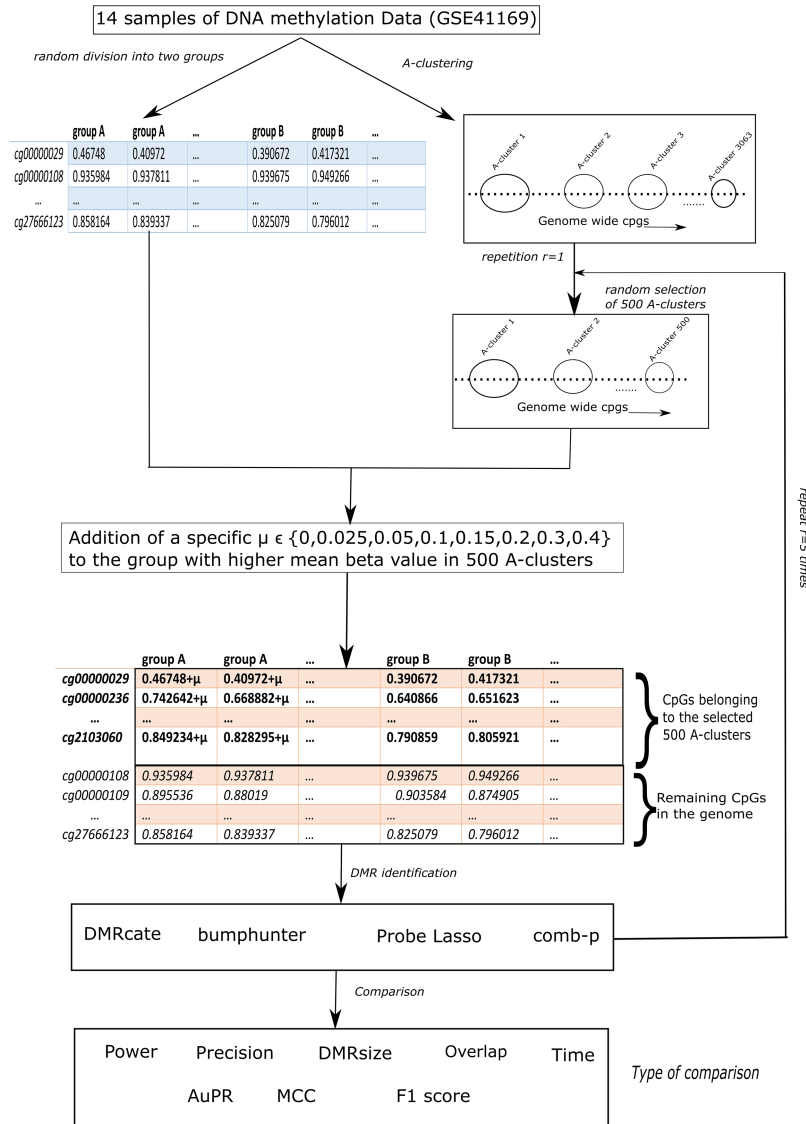 14 samples of DNA methylation Data (GSE41169)
random division into two groups
A-clustering
group A group A ... group B group B ...
cg00000029 0.46748 0.40972 ... 0.390672 0.417321 ...
cg00000108 0.935984 0.937811 ... 0.939675 0.949266 ...
... ... ... ... ... ...
cg27666123 0.858164 0.839337 ... 0.825079 0.796012 ...
A-cluster 1
A-cluster 2
A-cluster 3
A-cluster 3063
.......
Genome wide cpgs
repetition r=1
random selection
of 500 A-clusters
A-cluster 1
A-cluster 2
A-cluster 500
.......
Genome wide cpgs
repeat r=5 times
Addition of a specific μ ϵ {0,0.025,0.05,0.1,0.15,0.2,0.3,0.4}
to the group with higher mean beta value in 500 A-clusters
group A group A ... group B group B ...
cg00000029 0.46748+μ 0.40972+μ ... 0.390672 0.417321 ...
cg00000236 0.742642+μ 0.668882+μ ... 0.640866 0.651623 ...
... ... ... ... ... ... ...
cg2103060 0.849234+μ 0.828295+μ ... 0.790859 0.805921 ...
CpGs belonging
to the selected
500 A-clusters
cg00000108 0.935984 0.937811 ... 0.939675 0.949266 ...
cg00000109 0.895536 0.88019 ... 0.903584 0.874905 ...
... ... ... ... ... ... ...
cg27666123 0.858164 0.839337 ... 0.825079 0.796012 ...
Remaining CpGs
in the genome
DMR identification
DMRcate bumphunter Probe Lasso comb-p
Comparison
Power Precision DMRsize Overlap Time
AuPR MCC F1 score
Type of comparison